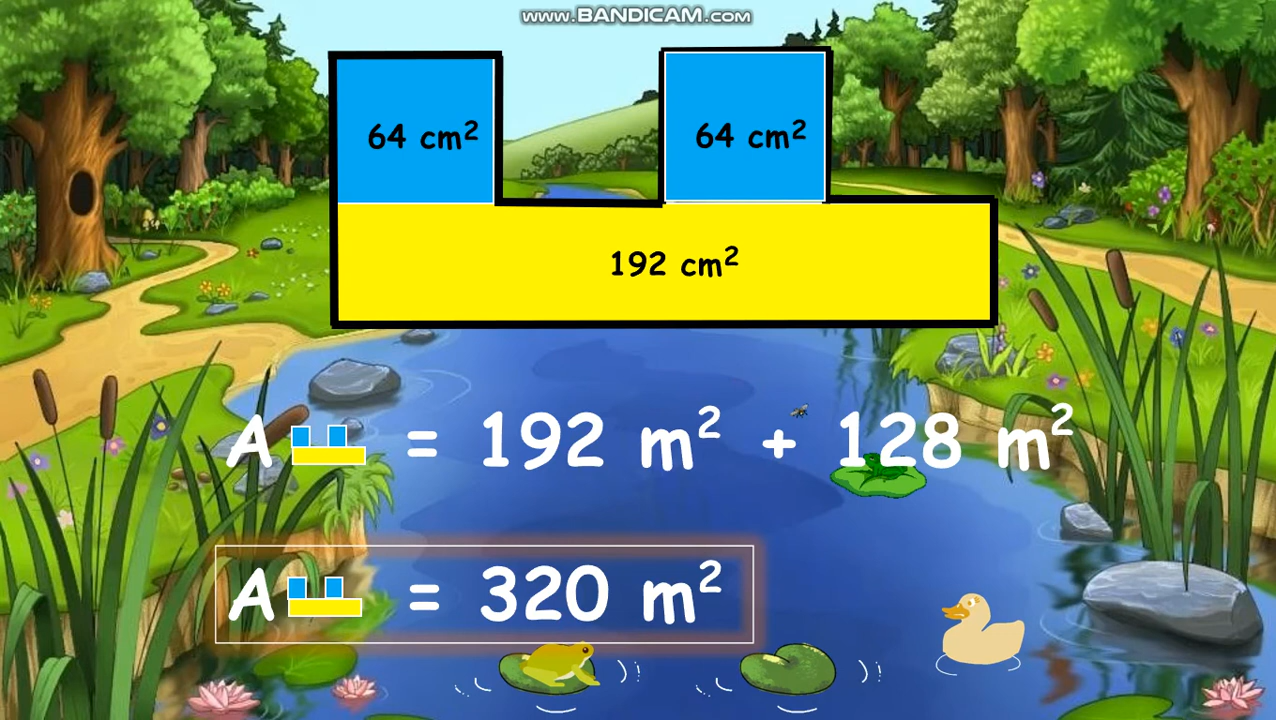 www.BANDICAM.com
64 cm²
64 cm²
192 cm²
A = 192 m² + 128 m²
A = 320 m²